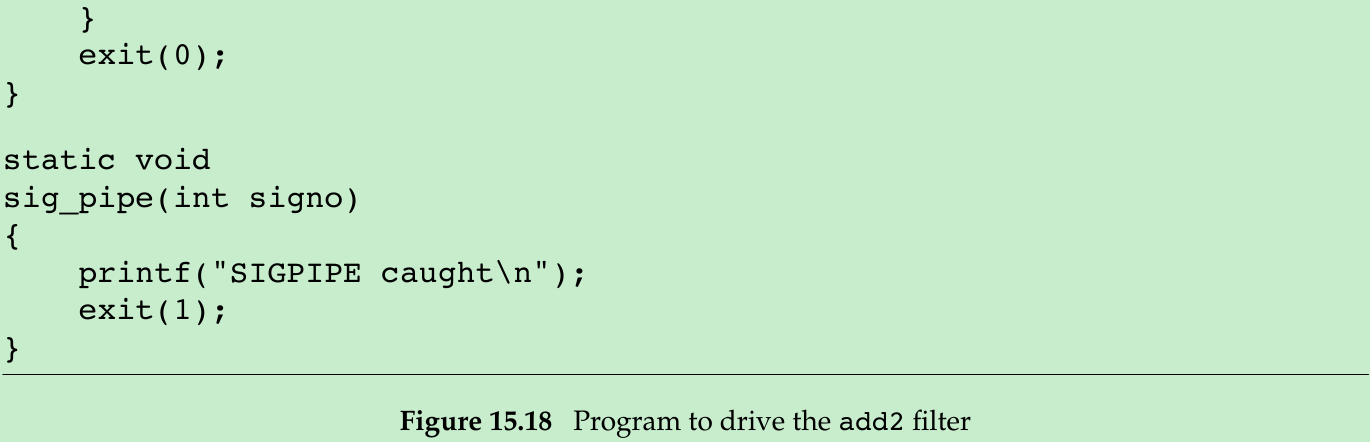 }
    exit(0);
}
static void
sig_pipe(int signo)
{
    printf("SIGPIPE caught\n");
    exit(1);
}
Figure 15.18 Program to drive the add2 filter